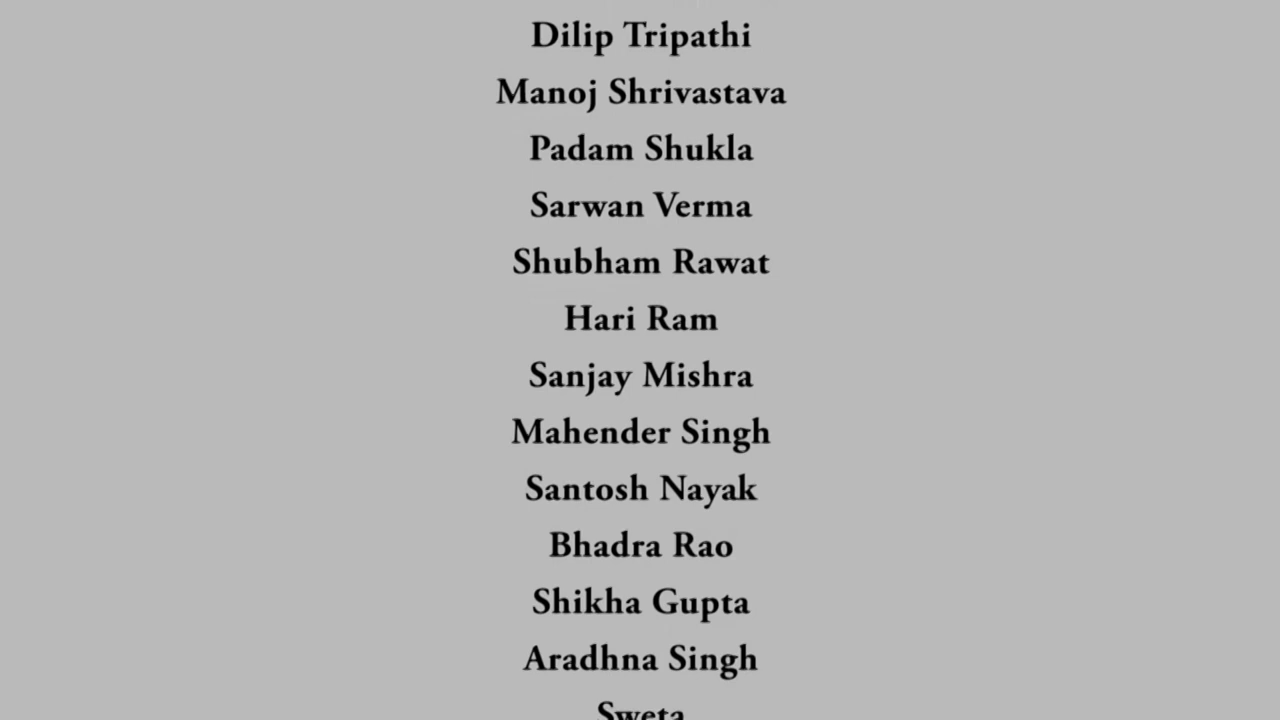 Dilip Tripathi
Manoj Shrivastava
Padam Shukla
Sarwan Verma
Shubham Rawat
Hari Ram
Sanjay Mishra
Mahender Singh
Santosh Nayak
Bhadra Rao
Shikha Gupta
Aradhna Singh
Sweta